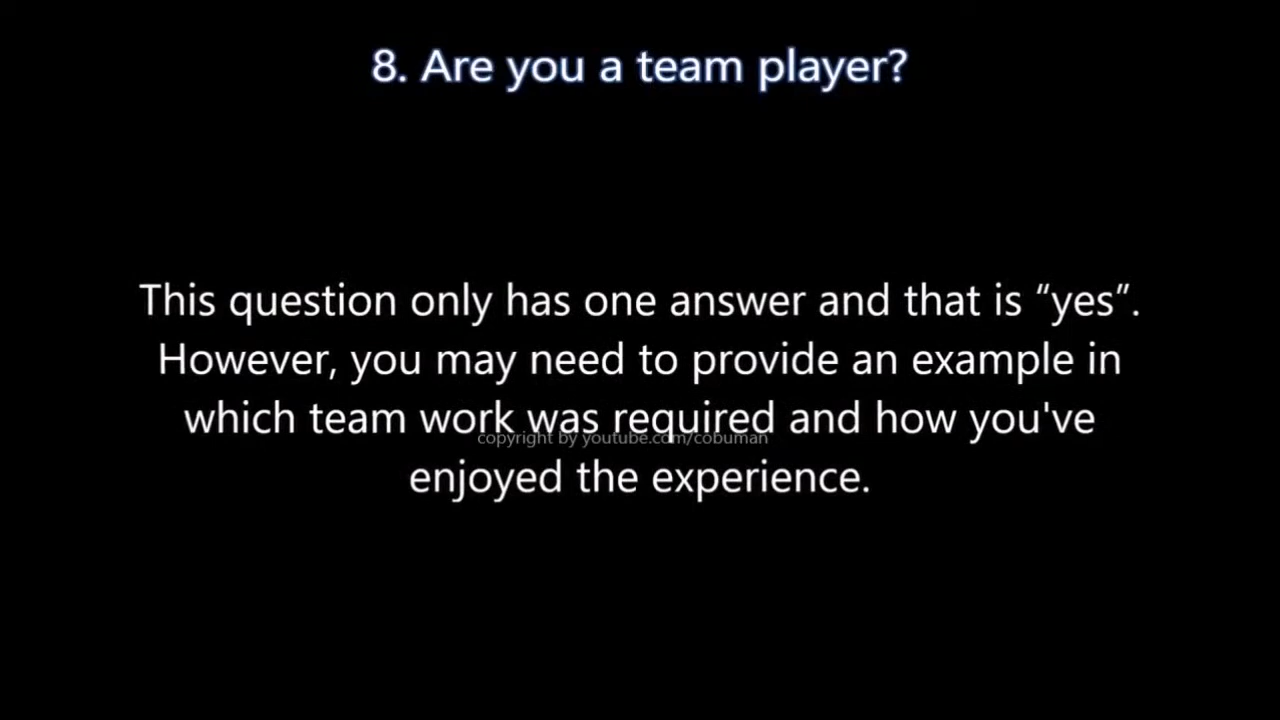 8. Are you a team player?
This question only has one answer and that is “yes”.
However, you may need to provide an example in
which team work was required and how you've
copyright by youtube.com/cobuman
enjoyed the experience.